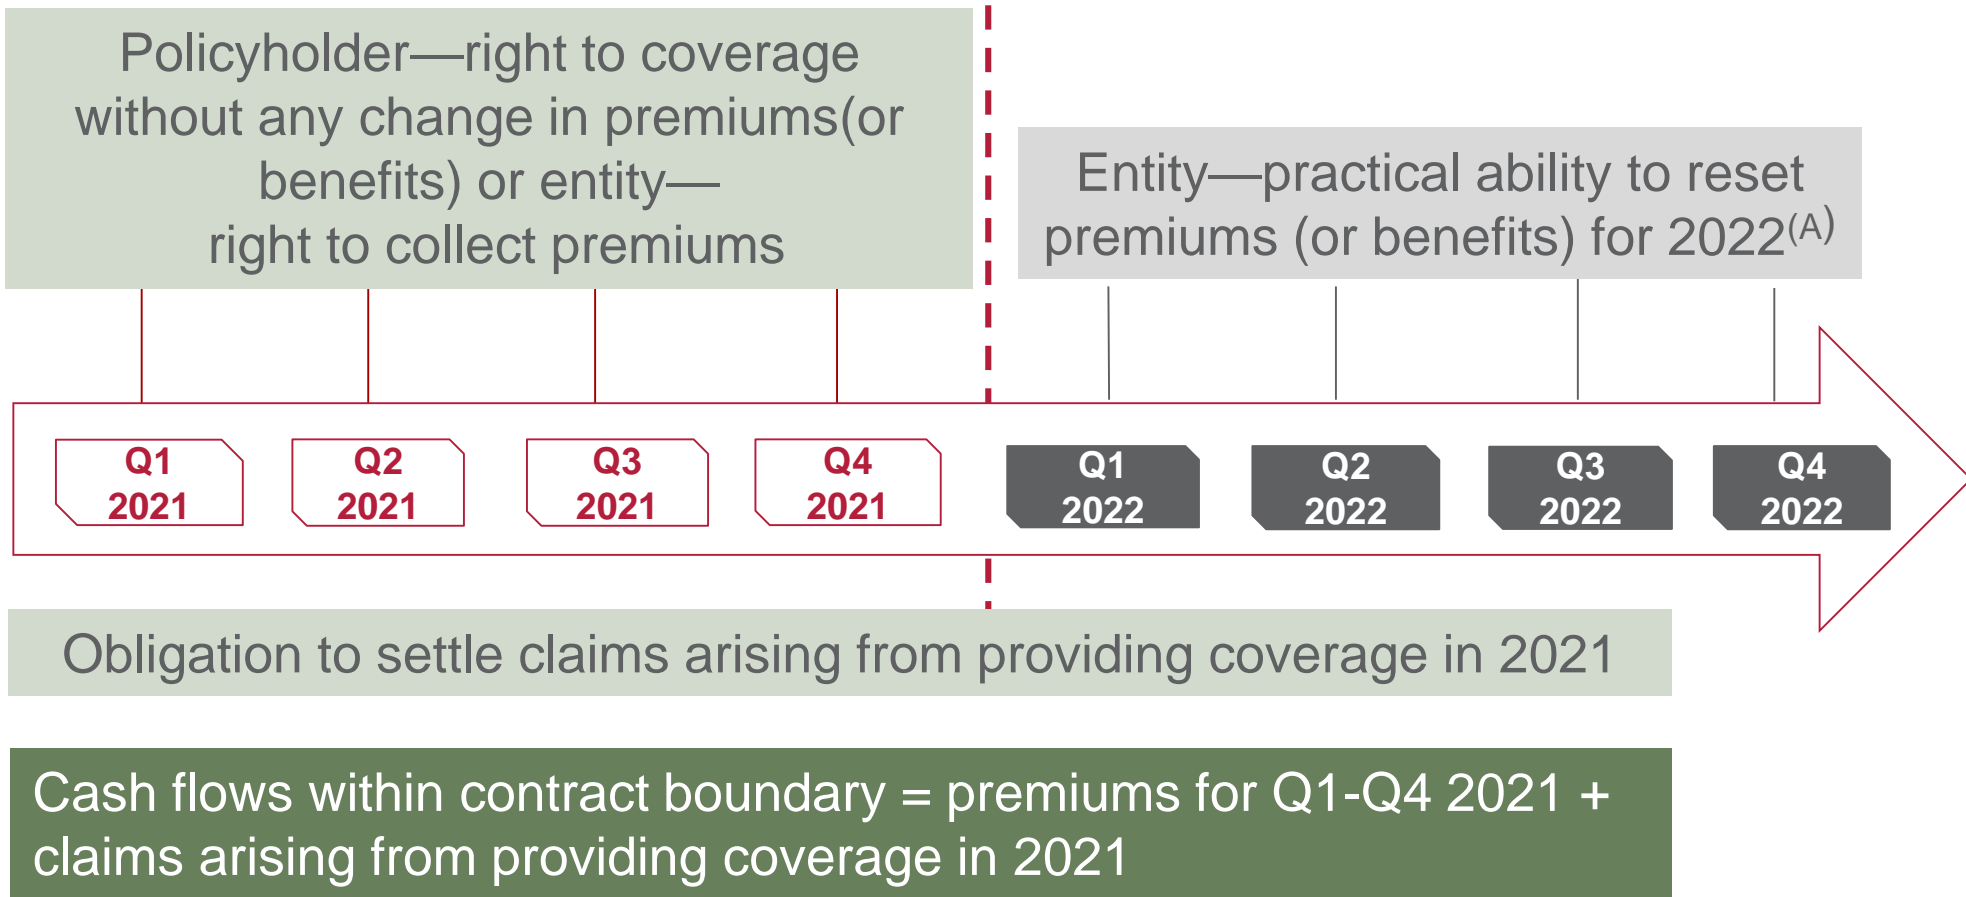 Policyholder—right to coverage
without any change in premiums(or
benefits) or entity—
right to collect premiums
Entity—practical ability to reset
premiums (or benefits) for 2022(A)
Q1
2021
Q2
2021
Q3
2021
Q4
2021
Q1
2022
Q2
2022
Q3
2022
Q4
2022
Obligation to settle claims arising from providing coverage in 2021
Cash flows within contract boundary = premiums for Q1-Q4 2021 +
claims arising from providing coverage in 2021